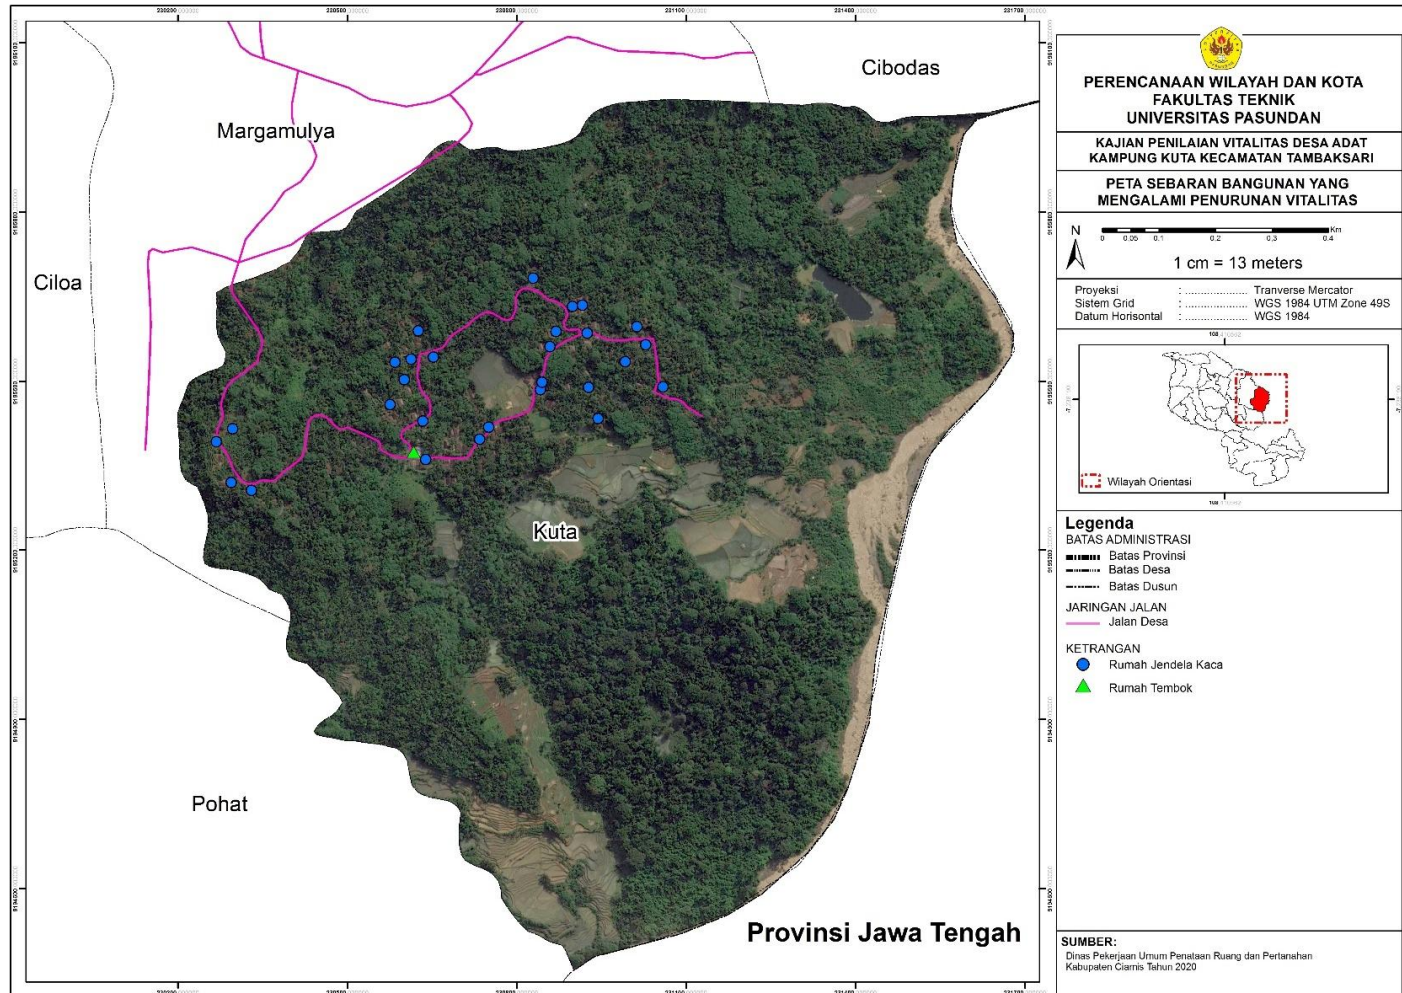 Cibodas
Margamulya
Ciloa
Kuta
Pohat
Provinsi Jawa Tengah
PERENCANAAN WILAYAH DAN KOTA
FAKULTAS TEKNIK
UNIVERSITAS PASUNDAN
KAJIAN PENILAIAN VITALITAS DESA ADAT
KAMPUNG KUTA KECAMATAN TAMBAKSARI
PETA SEBARAN BANGUNAN YANG
MENGALAMI PENURUNAN VITALITAS
N
Km
0 0.05 0.1 0.2 0.3 0.4
1 cm = 13 meters
Proyeksi : ................... Tranverse Mercator
Sistem Grid : ................... WGS 1984 UTM Zone 49S
Datum Horisontal : ................... WGS 1984
Wilayah Orientasi
Legenda
BATAS ADMINISTRASI
Batas Provinsi
Batas Desa
Batas Dusun
JARINGAN JALAN
Jalan Desa
KETRANGAN
Rumah Jendela Kaca
Rumah Tembok
SUMBER:
Dinas Pekerjaan Umum Penataan Ruang dan Pertanahan
Kabupaten Ciamis Tahun 2020